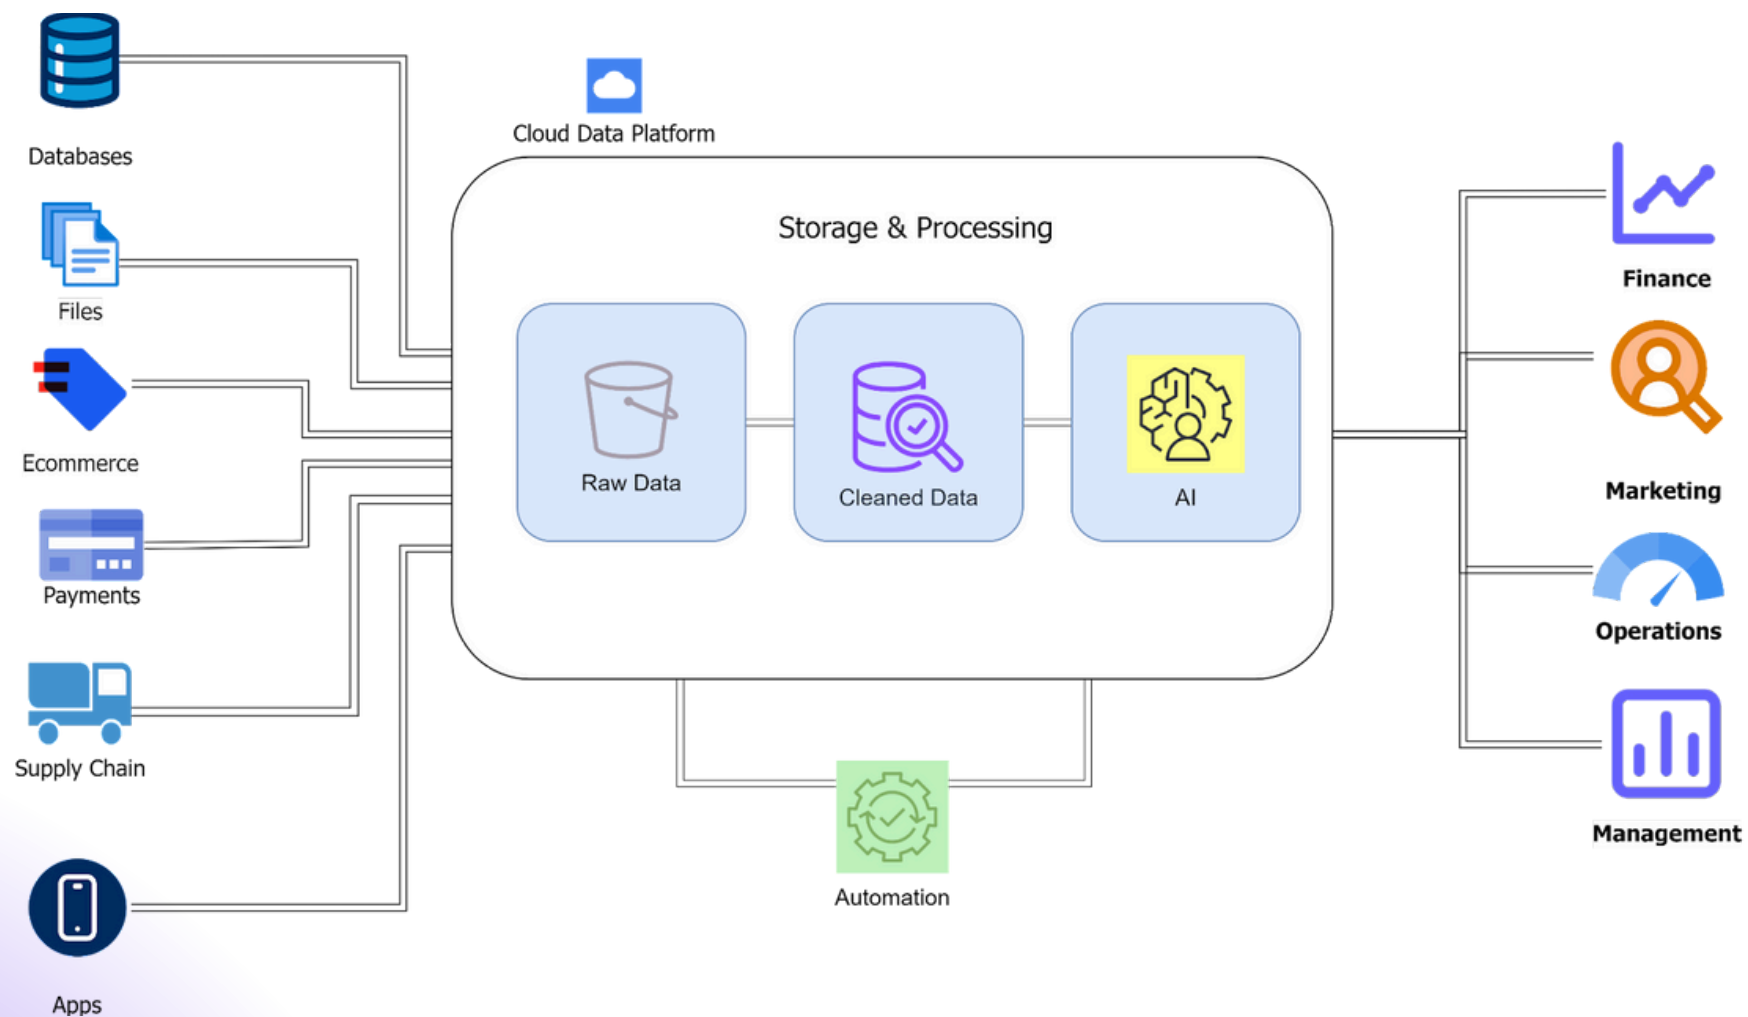 Databases
Files
Ecommerce
Payments
Supply Chain
Apps
Cloud Data Platform
Storage & Processing
Raw Data
Cleaned Data
AI
Automation
Finance
Marketing
Operations
Management